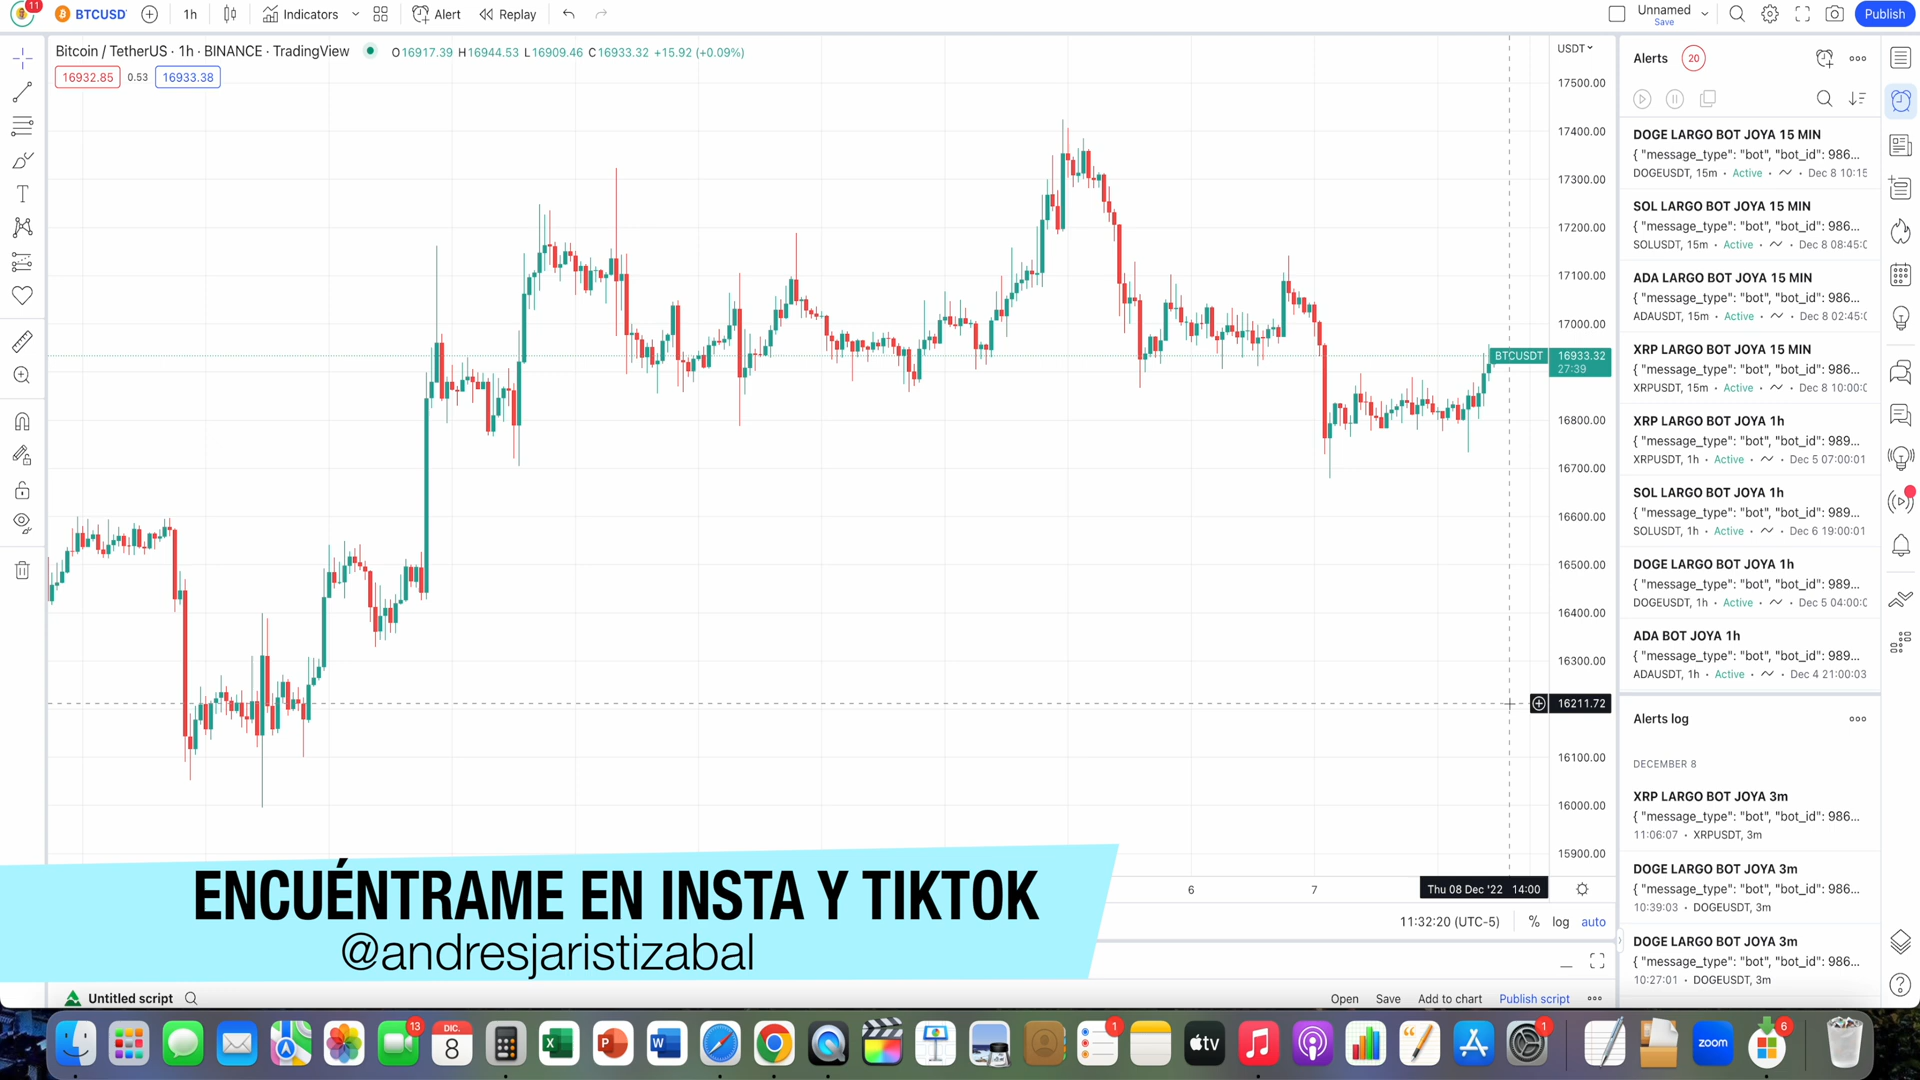 11
BTCUSD
1h
Indicators
Alert
Replay
Unnamed
Save
Publish
Bitcoin / TetherUS · 1h · BINANCE · TradingView
O16917.39 H16944.53 L16909.46 C16933.32 +15.92 (+0.09%)
16932.85 0.53 16933.38
USDT
17500.00
17400.00
17300.00
17200.00
17100.00
17000.00
BTCUSDT 16933.32
27:39
16800.00
16700.00
16600.00
16500.00
16400.00
16300.00
16211.72
16100.00
16000.00
15900.00
6
7
Thu 08 Dec '22 14:00
11:32:20 (UTC-5)
%
log
auto
Alerts 20
DOGE LARGO BOT JOYA 15 MIN
{ "message_type": "bot", "bot_id": 986...
DOGEUSDT, 15m • Active • Dec 8 10:15
SOL LARGO BOT JOYA 15 MIN
{ "message_type": "bot", "bot_id": 986...
SOLUSDT, 15m • Active • Dec 8 08:45:0
ADA LARGO BOT JOYA 15 MIN
{ "message_type": "bot", "bot_id": 986...
ADAUSDT, 15m • Active • Dec 8 02:45:0
XRP LARGO BOT JOYA 15 MIN
{ "message_type": "bot", "bot_id": 986...
XRPUSDT, 15m • Active • Dec 8 10:00:0
XRP LARGO BOT JOYA 1h
{ "message_type": "bot", "bot_id": 989...
XRPUSDT, 1h • Active • Dec 5 07:00:01
SOL LARGO BOT JOYA 1h
{ "message_type": "bot", "bot_id": 989...
SOLUSDT, 1h • Active • Dec 6 19:00:01
DOGE LARGO BOT JOYA 1h
{ "message_type": "bot", "bot_id": 989...
DOGEUSDT, 1h • Active • Dec 5 04:00:0
ADA BOT JOYA 1h
{ "message_type": "bot", "bot_id": 989...
ADAUSDT, 1h • Active • Dec 4 21:00:03
Alerts log
DECEMBER 8
XRP LARGO BOT JOYA 3m
{ "message_type": "bot", "bot_id": 986...
11:06:07 • XRPUSDT, 3m
DOGE LARGO BOT JOYA 3m
{ "message_type": "bot", "bot_id": 986...
10:39:03 • DOGEUSDT, 3m
DOGE LARGO BOT JOYA 3m
{ "message_type": "bot", "bot_id": 986...
10:27:01 • DOGEUSDT, 3m
ENCUÉNTRAME EN INSTA Y TIKTOK
@andresjaristizabal
Untitled script
Open
Save
Add to chart
Publish script
13
DIC.
8
X
P
W
1
tv
1
zoom
6